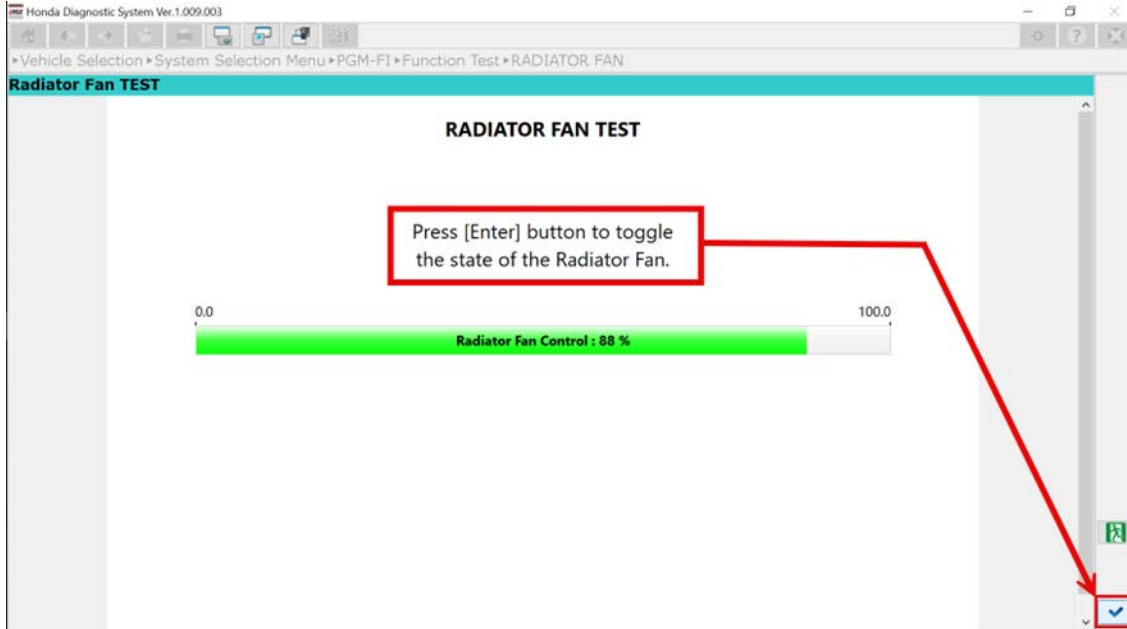 Honda Diagnostic System Ver.1.009.003
▸Vehicle Selection▸System Selection Menu▸PGM-FI▸Function Test▸RADIATOR FAN
Radiator Fan TEST
RADIATOR FAN TEST
Press [Enter] button to toggle
the state of the Radiator Fan.
0.0 100.0
Radiator Fan Control : 88 %